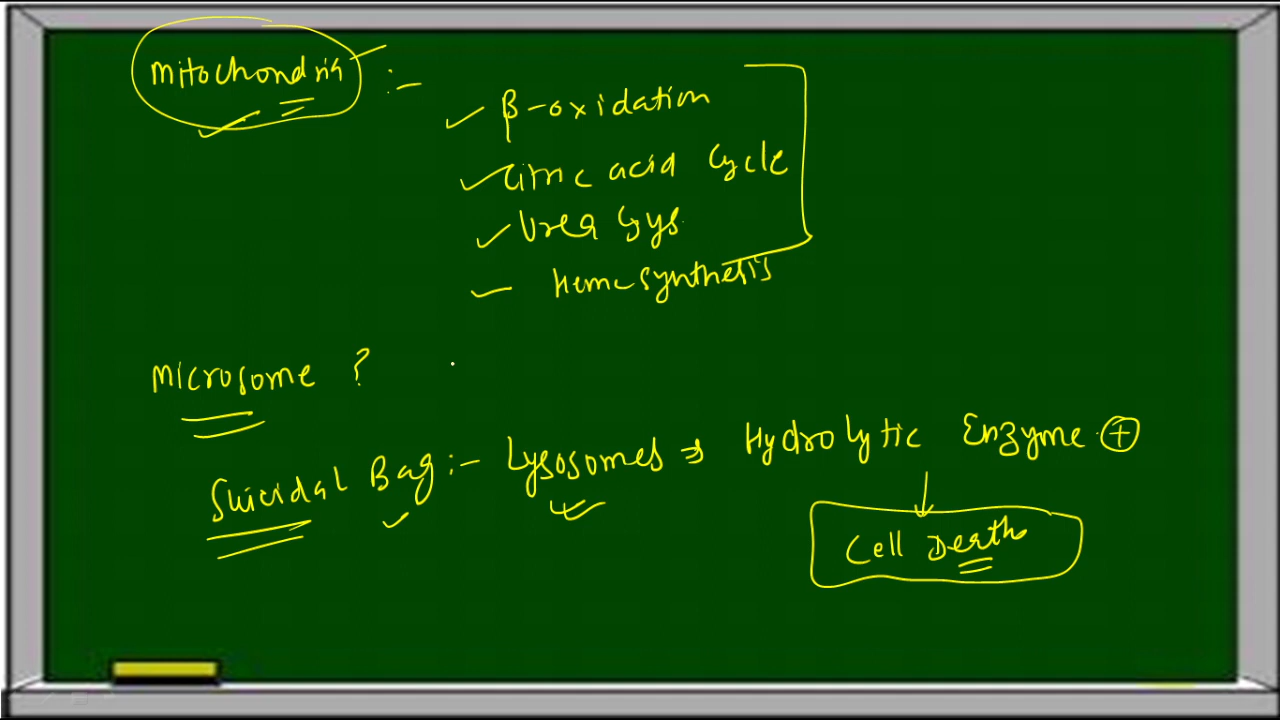 Mitochondria :-
β-oxidation
Citric acid Cycle
Urea Cys.
Heme synthesis
Microsome ?
Suicidal Bag :- Lysosomes ⇒ Hydrolytic Enzyme. +
Cell Death